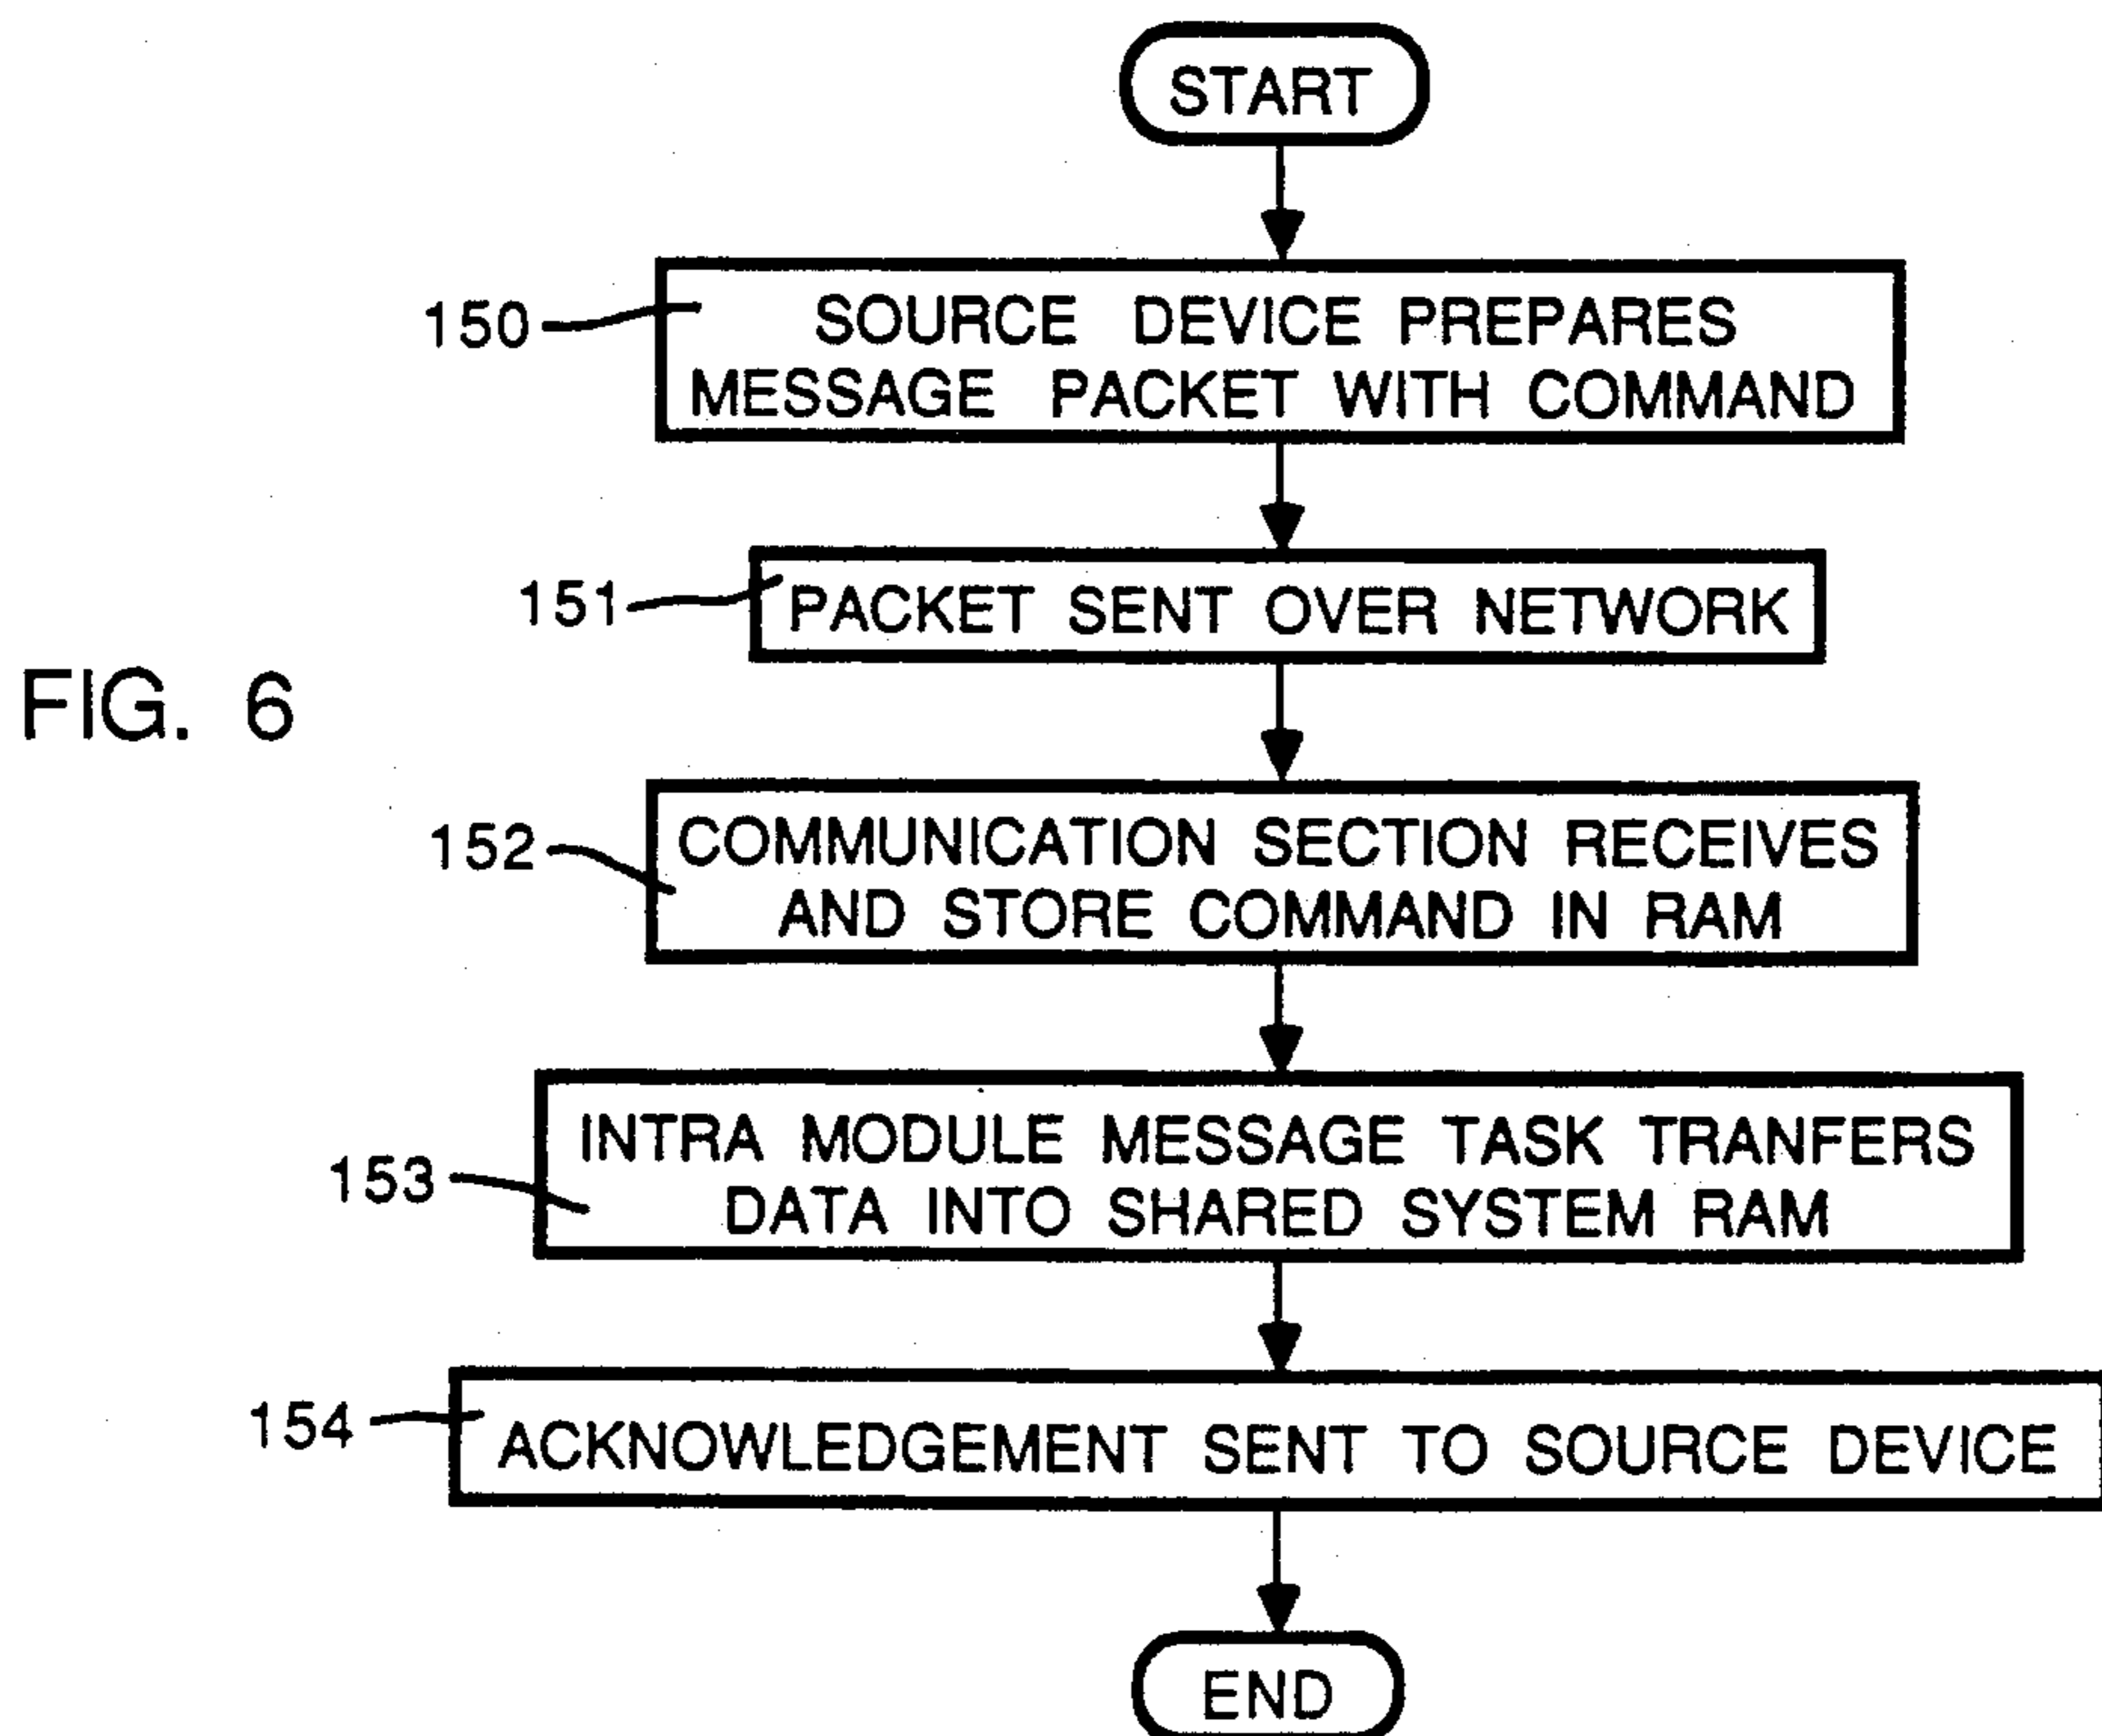 START
150
SOURCE DEVICE PREPARES
MESSAGE PACKET WITH COMMAND
151
PACKET SENT OVER NETWORK
FIG. 6
152
COMMUNICATION SECTION RECEIVES
AND STORE COMMAND IN RAM
153
INTRA MODULE MESSAGE TASK TRANFERS
DATA INTO SHARED SYSTEM RAM
154
ACKNOWLEDGEMENT SENT TO SOURCE DEVICE
END